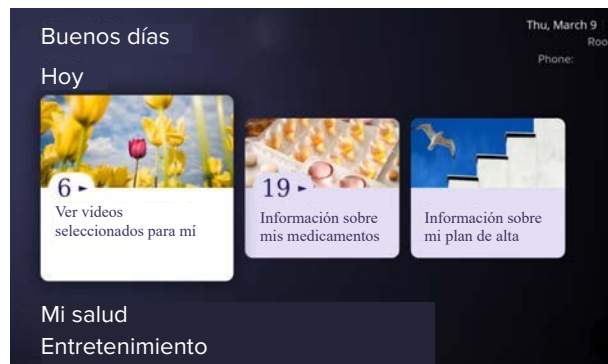 Buenos días
Thu, March 9
Roo
Phone:
Hoy
6
Ver videos
seleccionados para mí
19
Información sobre
mis medicamentos
Información sobre
mi plan de alta
Mi salud
Entretenimiento